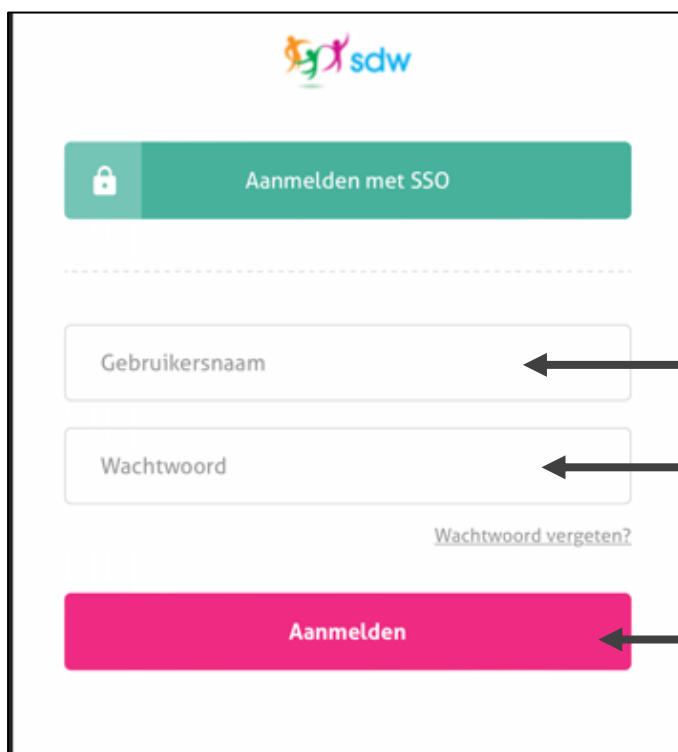 sdw
Aanmelden met SSO
Gebruikersnaam
Wachtwoord
Wachtwoord vergeten?
Aanmelden